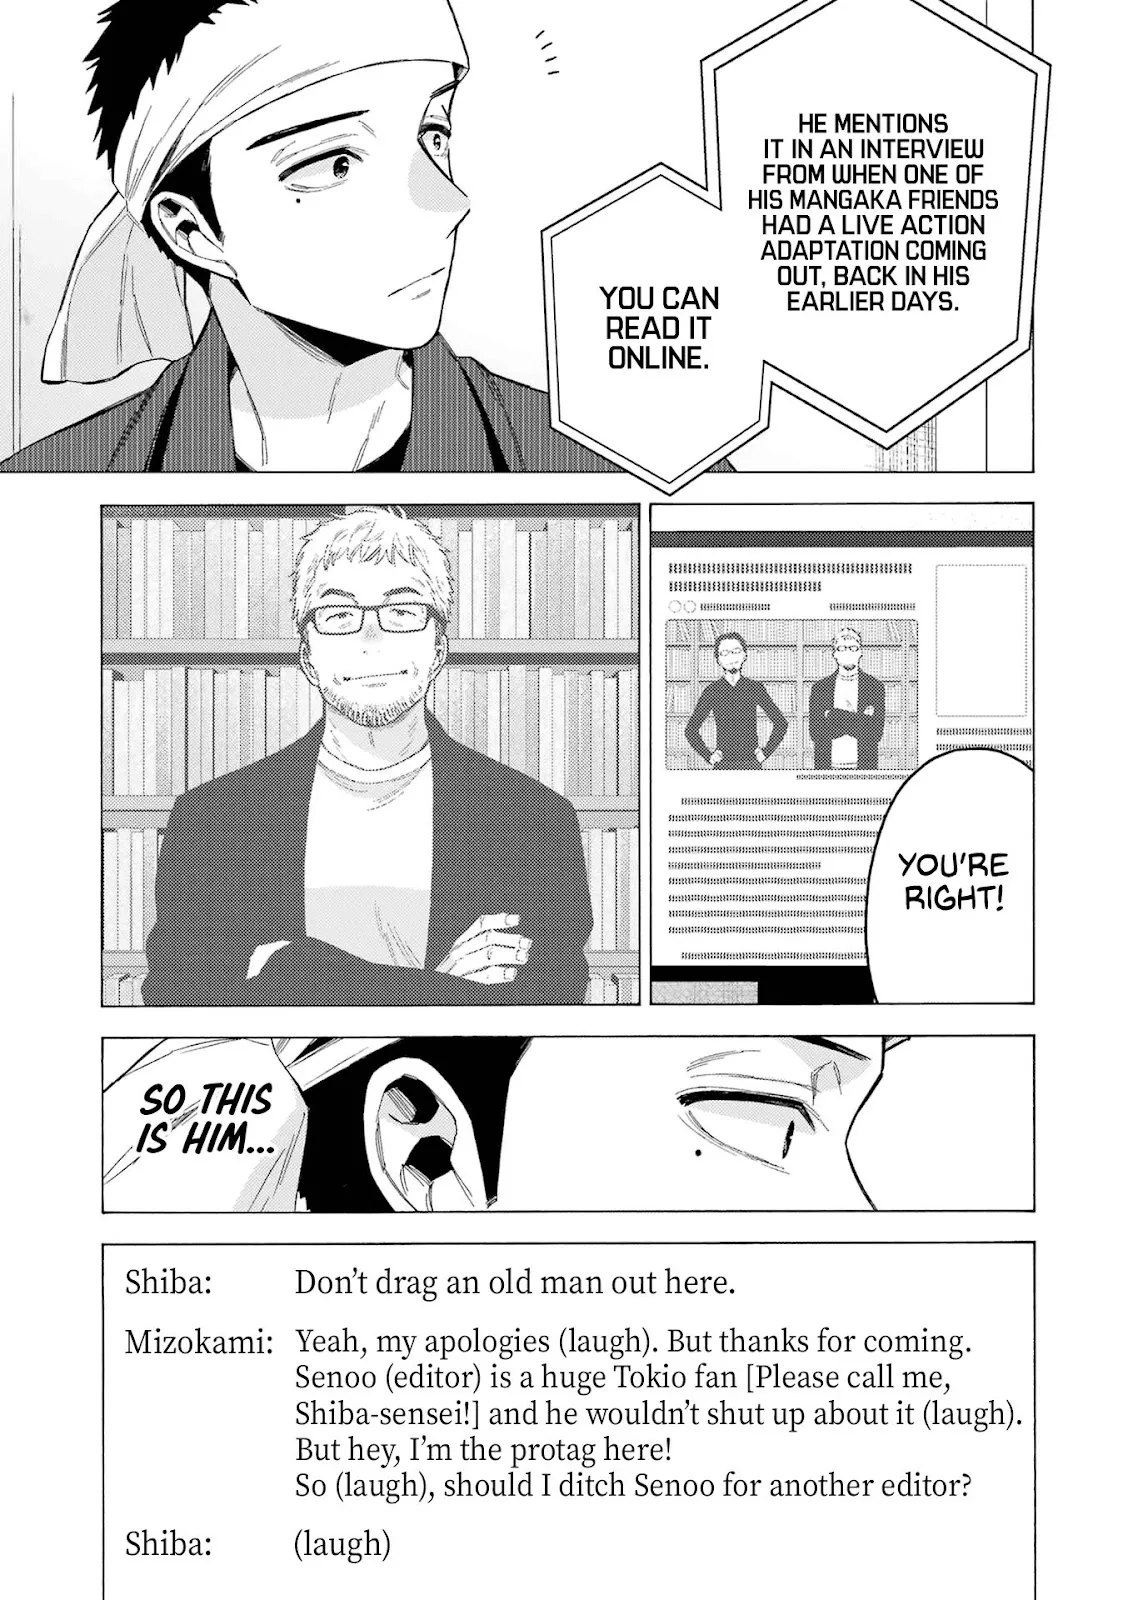 HE MENTIONS
IT IN AN INTERVIEW
FROM WHEN ONE OF
HIS MANGAKA FRIENDS
HAD A LIVE ACTION
ADAPTATION COMING
OUT, BACK IN HIS
EARLIER DAYS.
YOU CAN
READ IT
ONLINE.
YOU'RE
RIGHT!
SO THIS
IS HIM...
Shiba: Don't drag an old man out here.
Mizokami: Yeah, my apologies (laugh). But thanks for coming.
Senoo (editor) is a huge Tokio fan [Please call me,
Shiba-sensei!] and he wouldn't shut up about it (laugh).
But hey, I'm the protag here!
So (laugh), should I ditch Senoo for another editor?
Shiba: (laugh)